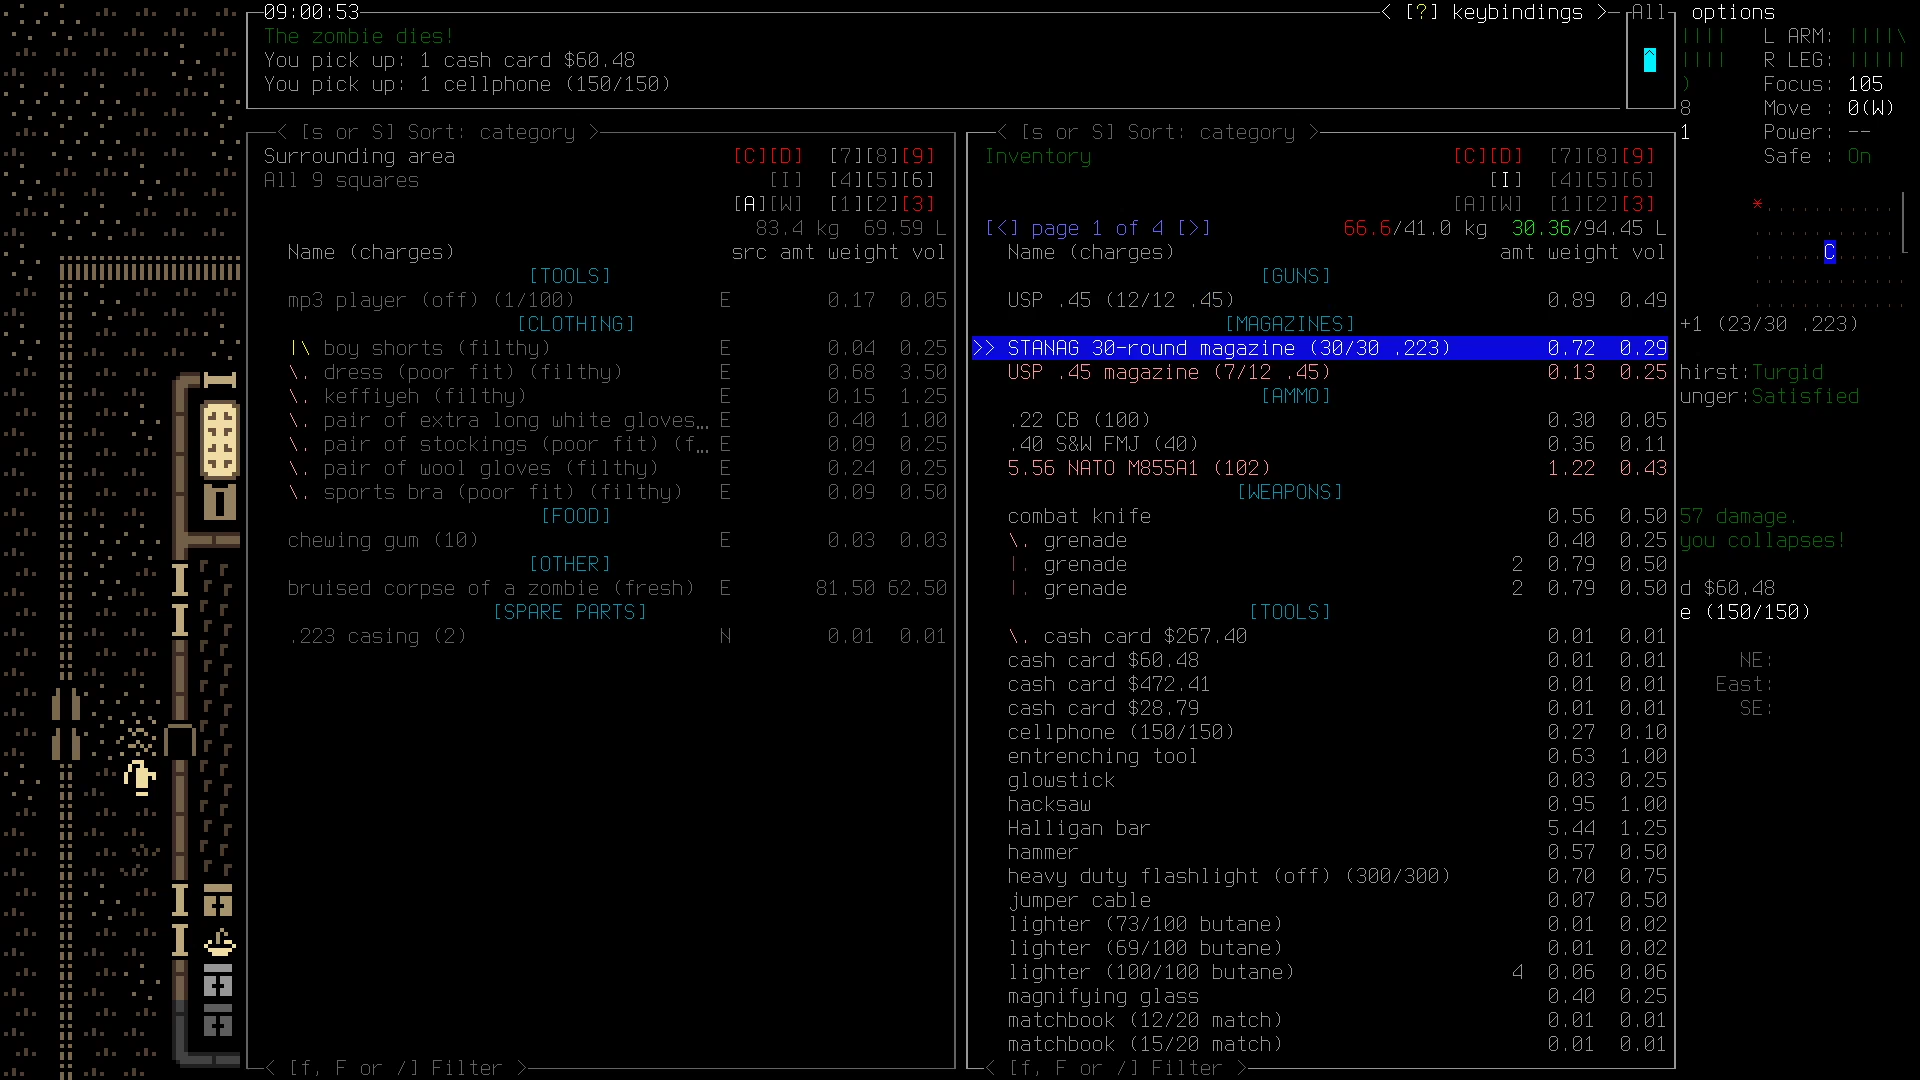 09:00:53
< [?] keybindings >
All
options
The zombie dies!
You pick up: 1 cash card $60.48
You pick up: 1 cellphone (150/150)
L ARM: ||||\
R LEG: |||||
Focus: 105
8 Move : 0(W)
1 Power: --
Safe : On
< [s or S] Sort: category >
Surrounding area [C][D] [7][8][9]
All 9 squares [I] [4][5][6]
[A][W] [1][2][3]
83.4 kg 69.59 L
Name (charges) src amt weight vol
[TOOLS]
mp3 player (off) (1/100) E 0.17 0.05
[CLOTHING]
|\ boy shorts (filthy) E 0.04 0.25
\. dress (poor fit) (filthy) E 0.68 3.50
\. keffiyeh (filthy) E 0.15 1.25
\. pair of extra long white gloves… E 0.40 1.00
\. pair of stockings (poor fit) (f… E 0.09 0.25
\. pair of wool gloves (filthy) E 0.24 0.25
\. sports bra (poor fit) (filthy) E 0.09 0.50
[FOOD]
chewing gum (10) E 0.03 0.03
[OTHER]
bruised corpse of a zombie (fresh) E 81.50 62.50
[SPARE PARTS]
.223 casing (2) N 0.01 0.01
< [f, F or /] Filter >
< [s or S] Sort: category >
Inventory [C][D] [7][8][9]
[I] [4][5][6]
[A][W] [1][2][3]
[<] page 1 of 4 [>] 66.6/41.0 kg 30.36/94.45 L
Name (charges) amt weight vol
[GUNS]
USP .45 (12/12 .45) 0.89 0.49
[MAGAZINES]
>> STANAG 30-round magazine (30/30 .223) 0.72 0.29
USP .45 magazine (7/12 .45) 0.13 0.25
[AMMO]
.22 CB (100) 0.30 0.05
.40 S&W FMJ (40) 0.36 0.11
5.56 NATO M855A1 (102) 1.22 0.43
[WEAPONS]
combat knife 0.56 0.50
\. grenade 0.40 0.25
|. grenade 2 0.79 0.50
|. grenade 2 0.79 0.50
[TOOLS]
\. cash card $267.40 0.01 0.01
cash card $60.48 0.01 0.01
cash card $472.41 0.01 0.01
cash card $28.79 0.01 0.01
cellphone (150/150) 0.27 0.10
entrenching tool 0.63 1.00
glowstick 0.03 0.25
hacksaw 0.95 1.00
Halligan bar 5.44 1.25
hammer 0.57 0.50
heavy duty flashlight (off) (300/300) 0.70 0.75
jumper cable 0.07 0.50
lighter (73/100 butane) 0.01 0.02
lighter (69/100 butane) 0.01 0.02
lighter (100/100 butane) 4 0.06 0.06
magnifying glass 0.40 0.25
matchbook (12/20 match) 0.01 0.01
matchbook (15/20 match) 0.01 0.01
< [f, F or /] Filter >
C
+1 (23/30 .223)
hirst:Turgid
unger:Satisfied
57 damage.
you collapses!
d $60.48
e (150/150)
NE:
East:
SE: